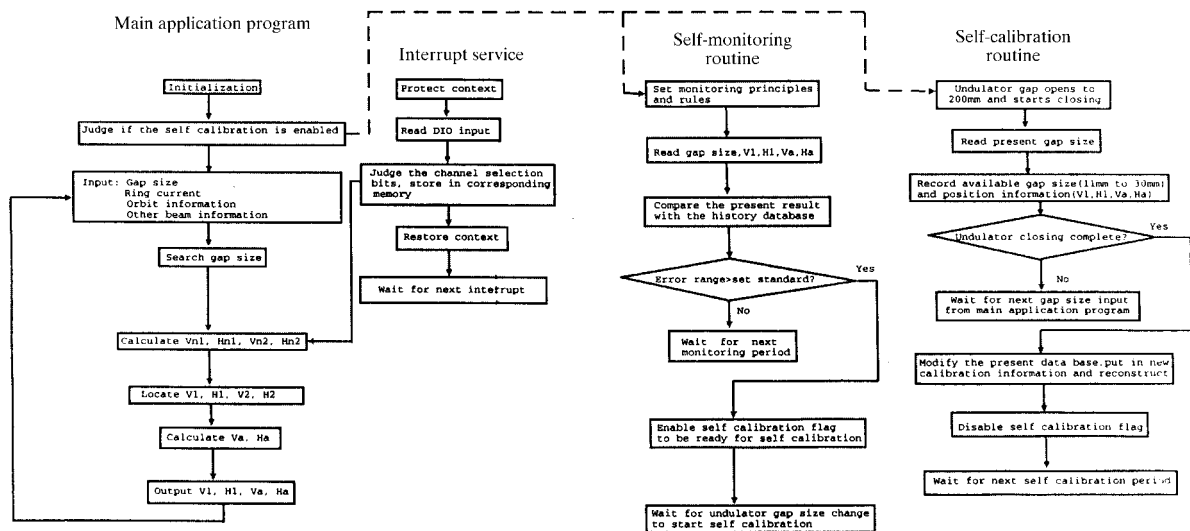 Main application program
Initialization
Judge if the self calibration is enabled
Input: Gap size
Ring current
Orbit information
Other beam information
Search gap size
Calculate Vn1, Hn1, Vn2, Hn2
Locate V1, H1, V2, H2
Calculate Va, Ha
Output V1, H1, Va, Ha
Interrupt service
Protect context
Read DIO input
Judge the channel selection
bits, store in corresponding
memory
Restore context
Wait for next interrupt
Self-monitoring
routine
Set monitoring principles
and rules
Read gap size,V1,H1,Va,Ha
Compare the present result
with the history database
Error range>set standard?
Yes
No
Wait for next
monitoring period
Enable self calibration flag
to be ready for self calibration
Wait for undulator gap size change
to start self calibration
Self-calibration
routine
Undulator gap opens to
200mm and starts closing
Read present gap size
Record available gap size(11mm to 30mm)
and position information(V1,H1,Va,Ha)
Undulator closing complete?
Yes
No
Wait for next gap size input
from main application program
Modify the present data base.put in new
calibration information and reconstruct
Disable self calibration
flag
Wait for next self calibration period